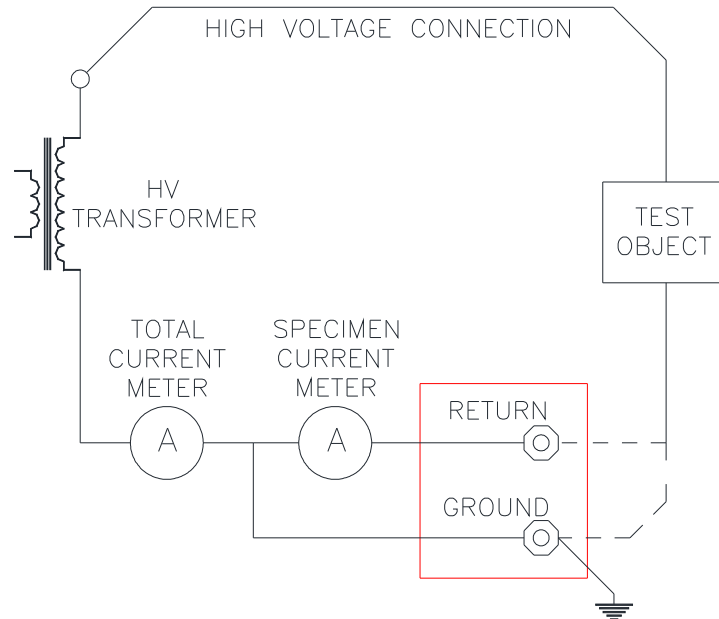 HIGH VOLTAGE CONNECTION
HV
TRANSFORMER
TEST
OBJECT
TOTAL
CURRENT
METER
SPECIMEN
CURRENT
METER
A
A
RETURN
GROUND